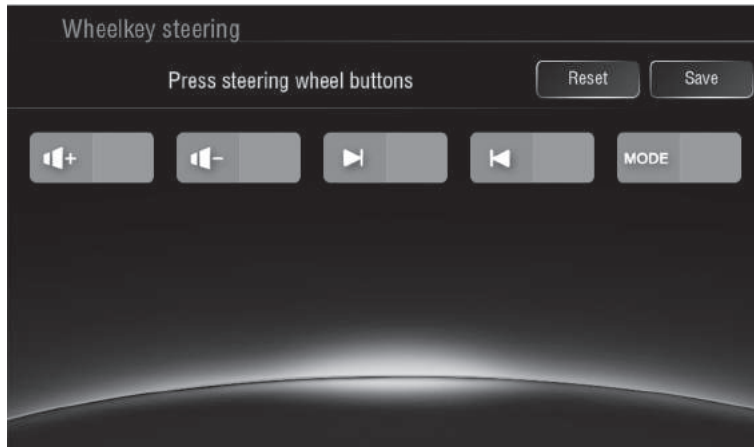 Wheelkey steering
Press steering wheel buttons Reset Save
+ - MODE